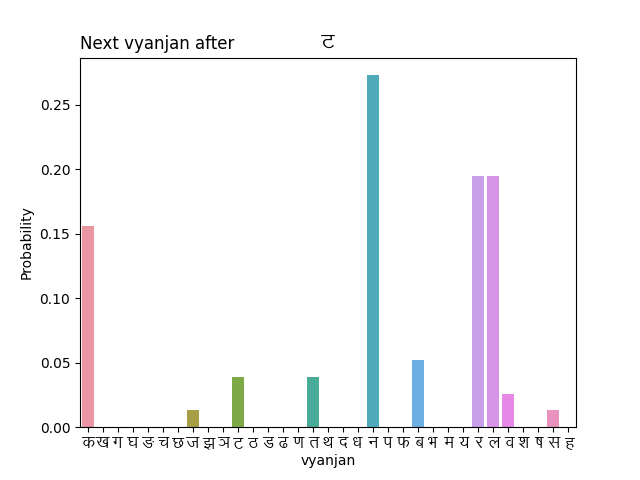 Next vyanjan after ट
Probability
0.25
0.20
0.15
0.10
0.05
0.00
क ख ग घ ङ च छ ज झ ञ ट ठ ड ढ ण त थ द ध न प फ ब भ म य र ल व श ष स ह
vyanjan